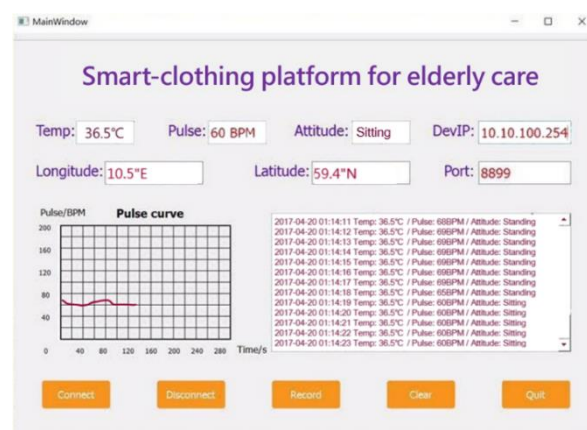 MainWindow
Smart-clothing platform for elderly care
Temp: 36.5°C Pulse: 60 BPM Attitude: Sitting DevIP: 10.10.100.254
Longitude: 10.5"E Latitude: 59.4"N Port: 8899
Pulse/BPM Pulse curve
200
160
120
80
40
0 40 80 120 160 200 240 280 Time/s
2017-04-20 01:14:11 Temp: 36.5°C / Pulse: 68BPM / Attitude: Standing
2017-04-20 01:14:12 Temp: 36.5°C / Pulse: 69BPM / Attitude: Standing
2017-04-20 01:14:13 Temp: 36.5°C / Pulse: 69BPM / Attitude: Standing
2017-04-20 01:14:14 Temp: 36.5°C / Pulse: 69BPM / Attitude: Standing
2017-04-20 01:14:15 Temp: 36.5°C / Pulse: 69BPM / Attitude: Standing
2017-04-20 01:14:16 Temp: 36.5°C / Pulse: 69BPM / Attitude: Standing
2017-04-20 01:14:17 Temp: 36.5°C / Pulse: 69BPM / Attitude: Standing
2017-04-20 01:14:18 Temp: 36.5°C / Pulse: 65BPM / Attitude: Standing
2017-04-20 01:14:19 Temp: 36.5°C / Pulse: 60BPM / Attitude: Sitting
2017-04-20 01:14:20 Temp: 36.5°C / Pulse: 60BPM / Attitude: Sitting
2017-04-20 01:14:21 Temp: 36.5°C / Pulse: 60BPM / Attitude: Sitting
2017-04-20 01:14:22 Temp: 36.5°C / Pulse: 60BPM / Attitude: Sitting
2017-04-20 01:14:23 Temp: 36.5°C / Pulse: 60BPM / Attitude: Sitting
Connect Disconnect Record Clear Quit